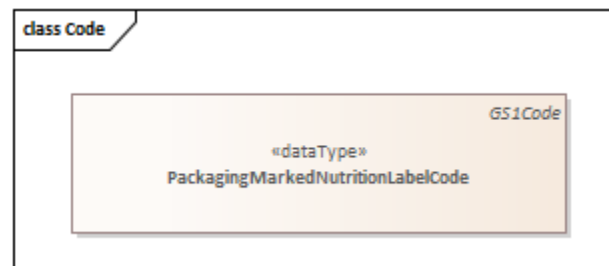 class Code
GS1Code
«dataType»
PackagingMarkedNutritionLabelCode